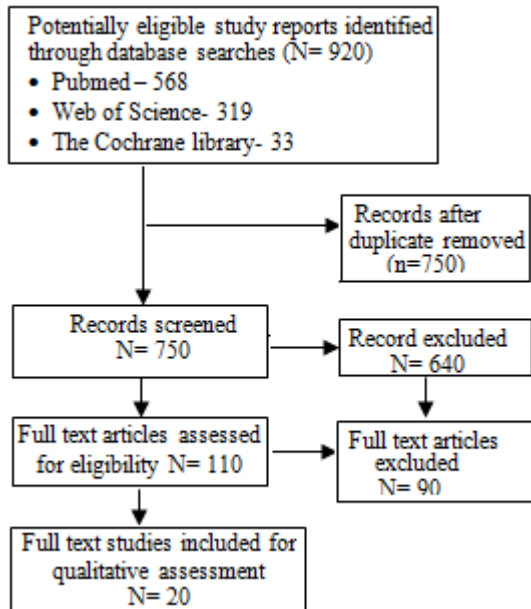 Potentially eligible study reports identified
through database searches (N= 920)
• Pubmed – 568
• Web of Science- 319
• The Cochrane library- 33
Records after
duplicate removed
(n=750)
Records screened
N= 750
Record excluded
N= 640
Full text articles assessed
for eligibility N= 110
Full text articles
excluded
N= 90
Full text studies included for
qualitative assessment
N= 20